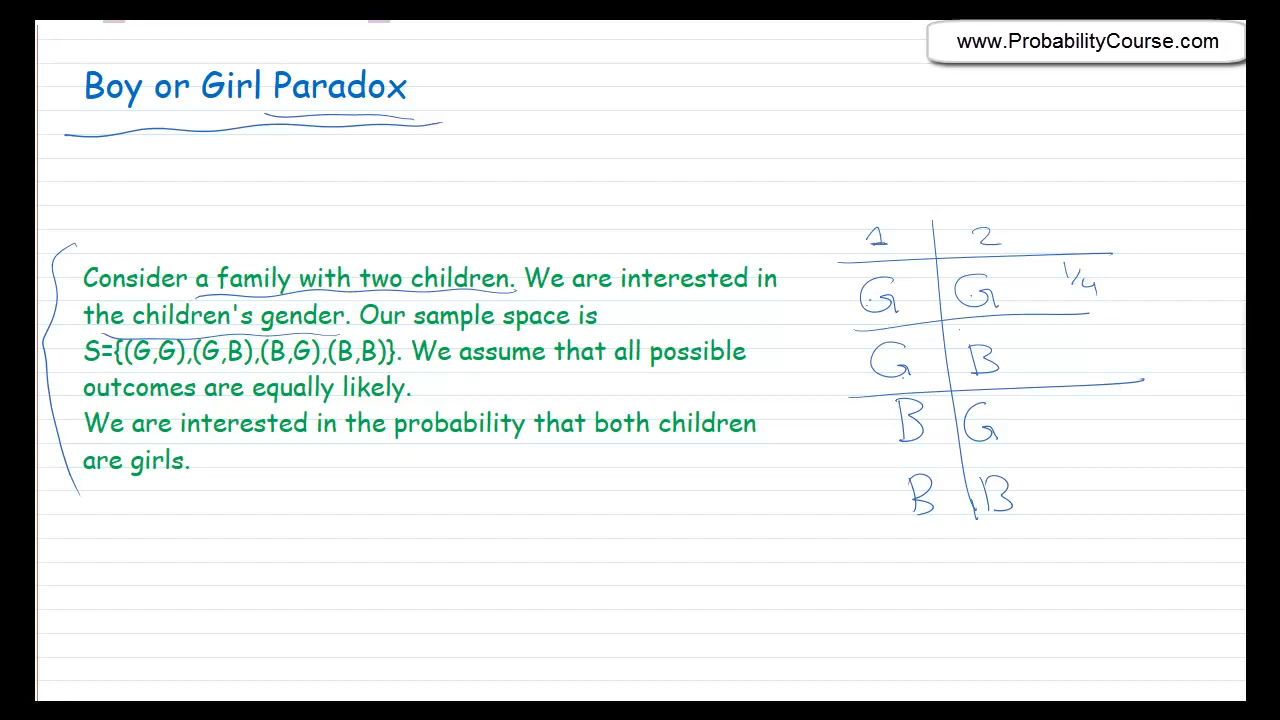 www.ProbabilityCourse.com
Boy or Girl Paradox
Consider a family with two children. We are interested in
the children's gender. Our sample space is
S={(G,G),(G,B),(B,G),(B,B)}. We assume that all possible
outcomes are equally likely.
We are interested in the probability that both children
are girls.
1 2
G G 1/4
G B
B G
B B